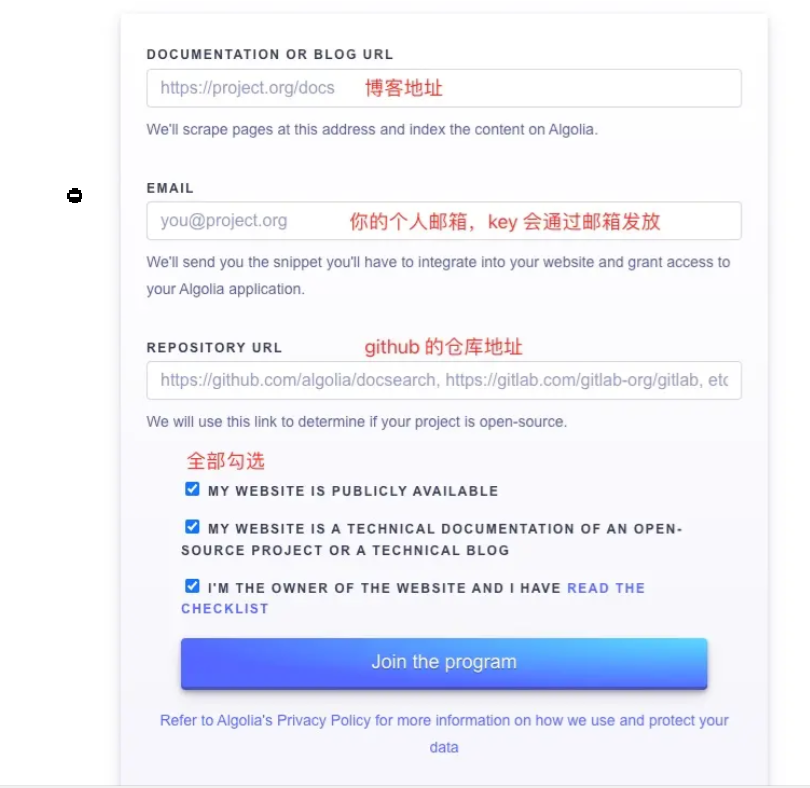 DOCUMENTATION OR BLOG URL
https://project.org/docs 博客地址
We'll scrape pages at this address and index the content on Algolia.
EMAIL
you@project.org 你的个人邮箱，key 会通过邮箱发放
We'll send you the snippet you'll have to integrate into your website and grant access to
your Algolia application.
REPOSITORY URL github 的仓库地址
https://github.com/algolia/docsearch, https://gitlab.com/gitlab-org/gitlab, etc
We will use this link to determine if your project is open-source.
全部勾选
MY WEBSITE IS PUBLICLY AVAILABLE
MY WEBSITE IS A TECHNICAL DOCUMENTATION OF AN OPEN-
SOURCE PROJECT OR A TECHNICAL BLOG
I'M THE OWNER OF THE WEBSITE AND I HAVE READ THE
CHECKLIST
Join the program
Refer to Algolia's Privacy Policy for more information on how we use and protect your
data